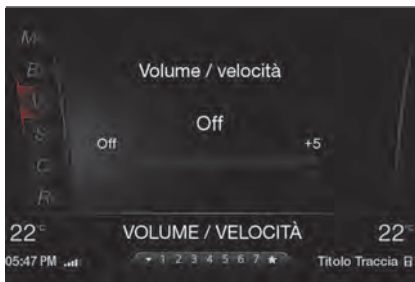 M
B
Volume / velocità
V
Off
S
Off
+5
C
R
22°
VOLUME / VELOCITÀ
22°
05:47 PM
1 2 3 4 5 6 7
Titolo Traccia